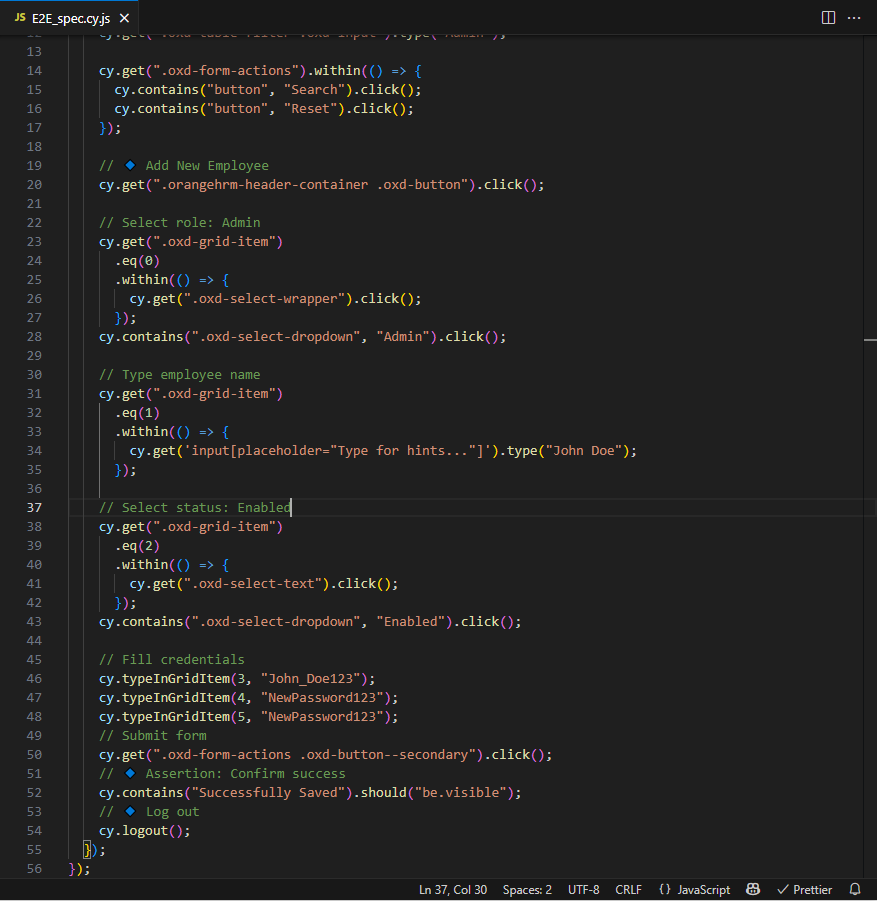 JS E2E_spec.cy.js ×
12 cy.get(".oxd-table-filter .oxd-input").type("Admin");
13
14 cy.get(".oxd-form-actions").within(() => {
15 cy.contains("button", "Search").click();
16 cy.contains("button", "Reset").click();
17 });
18
19 // 🔹 Add New Employee
20 cy.get(".orangehrm-header-container .oxd-button").click();
21
22 // Select role: Admin
23 cy.get(".oxd-grid-item")
24 .eq(0)
25 .within(() => {
26 cy.get(".oxd-select-wrapper").click();
27 });
28 cy.contains(".oxd-select-dropdown", "Admin").click();
29
30 // Type employee name
31 cy.get(".oxd-grid-item")
32 .eq(1)
33 .within(() => {
34 cy.get('input[placeholder="Type for hints..."]').type("John Doe");
35 });
36
37 // Select status: Enabled
38 cy.get(".oxd-grid-item")
39 .eq(2)
40 .within(() => {
41 cy.get(".oxd-select-text").click();
42 });
43 cy.contains(".oxd-select-dropdown", "Enabled").click();
44
45 // Fill credentials
46 cy.typeInGridItem(3, "John_Doe123");
47 cy.typeInGridItem(4, "NewPassword123");
48 cy.typeInGridItem(5, "NewPassword123");
49 // Submit form
50 cy.get(".oxd-form-actions .oxd-button--secondary").click();
51 // 🔹 Assertion: Confirm success
52 cy.contains("Successfully Saved").should("be.visible");
53 // 🔹 Log out
54 cy.logout();
55 });
56 });
Ln 37, Col 30 Spaces: 2 UTF-8 CRLF {} JavaScript ✓ Prettier